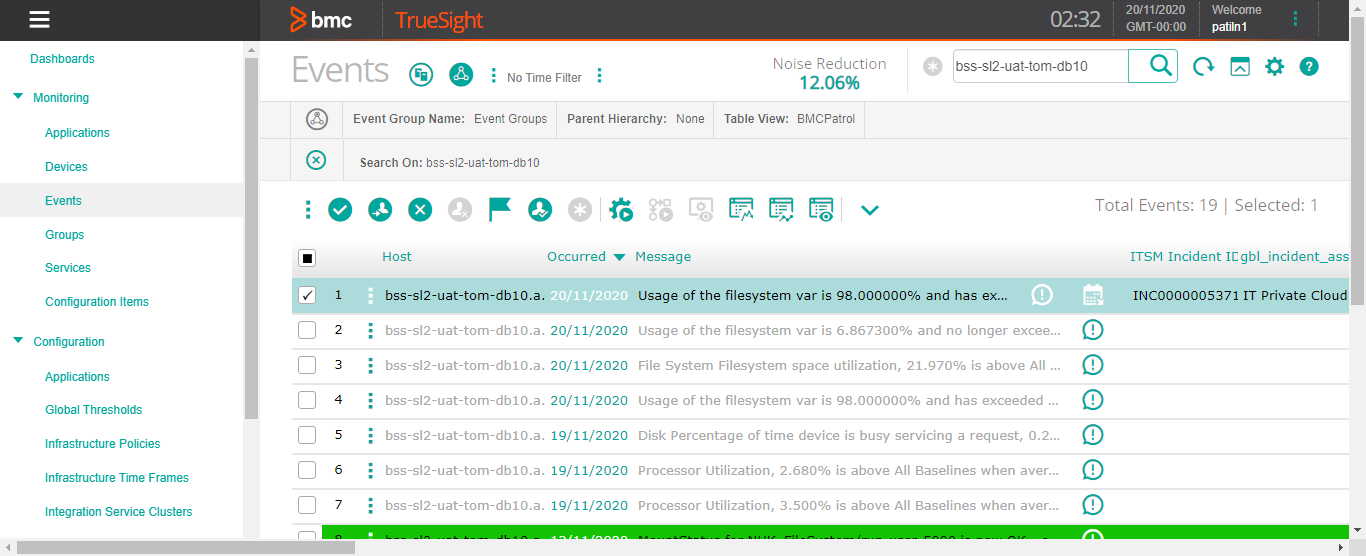 bmc TrueSight 02:32 20/11/2020 Welcome
GMT-00:00 patiln1
Dashboards
Monitoring
Applications
Devices
Events
Groups
Services
Configuration Items
Configuration
Applications
Global Thresholds
Infrastructure Policies
Infrastructure Time Frames
Integration Service Clusters
Events No Time Filter Noise Reduction bss-sl2-uat-tom-db10
12.06%
Event Group Name: Event Groups Parent Hierarchy: None Table View: BMCPatrol
Search On: bss-sl2-uat-tom-db10
Total Events: 19 | Selected: 1
Host Occurred Message ITSM Incident ID gbl_incident_ass
1 bss-sl2-uat-tom-db10.a. 20/11/2020 Usage of the filesystem var is 98.000000% and has ex... INC0000005371 IT Private Cloud
2 bss-sl2-uat-tom-db10.a. 20/11/2020 Usage of the filesystem var is 6.867300% and no longer excee...
3 bss-sl2-uat-tom-db10.a. 20/11/2020 File System Filesystem space utilization, 21.970% is above All ...
4 bss-sl2-uat-tom-db10.a. 20/11/2020 Usage of the filesystem var is 98.000000% and has exceeded ...
5 bss-sl2-uat-tom-db10.a. 19/11/2020 Disk Percentage of time device is busy servicing a request, 0.2...
6 bss-sl2-uat-tom-db10.a. 19/11/2020 Processor Utilization, 2.680% is above All Baselines when aver...
7 bss-sl2-uat-tom-db10.a. 19/11/2020 Processor Utilization, 3.500% is above All Baselines when aver...
8 bss-sl2-uat-tom-db10.a.